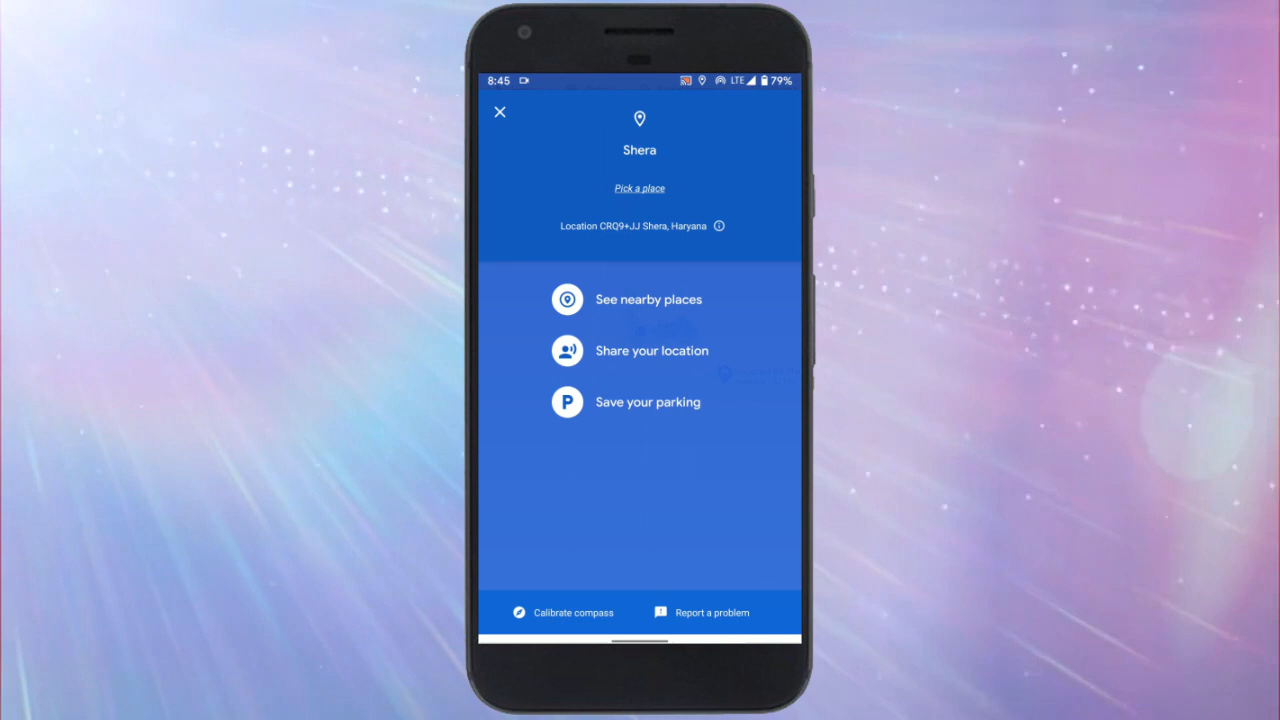 8:45 LTE 79%
Shera
Pick a place
Location CRQ9+JJ Shera, Haryana
See nearby places
Share your location
P Save your parking
Calibrate compass Report a problem